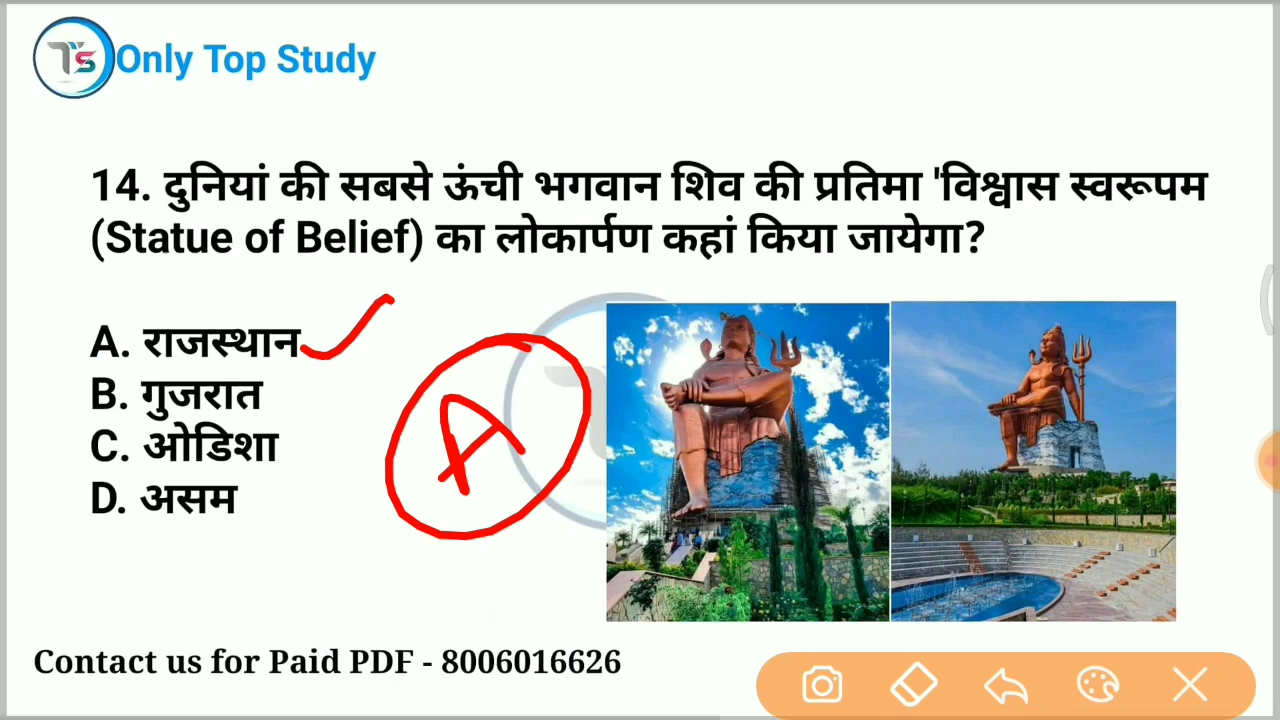 TS Only Top Study
14. दुनियां की सबसे ऊंची भगवान शिव की प्रतिमा 'विश्वास स्वरूपम
(Statue of Belief) का लोकार्पण कहां किया जायेगा?
A. राजस्थान
B. गुजरात
C. ओडिशा
D. असम
A
Contact us for Paid PDF - 8006016626